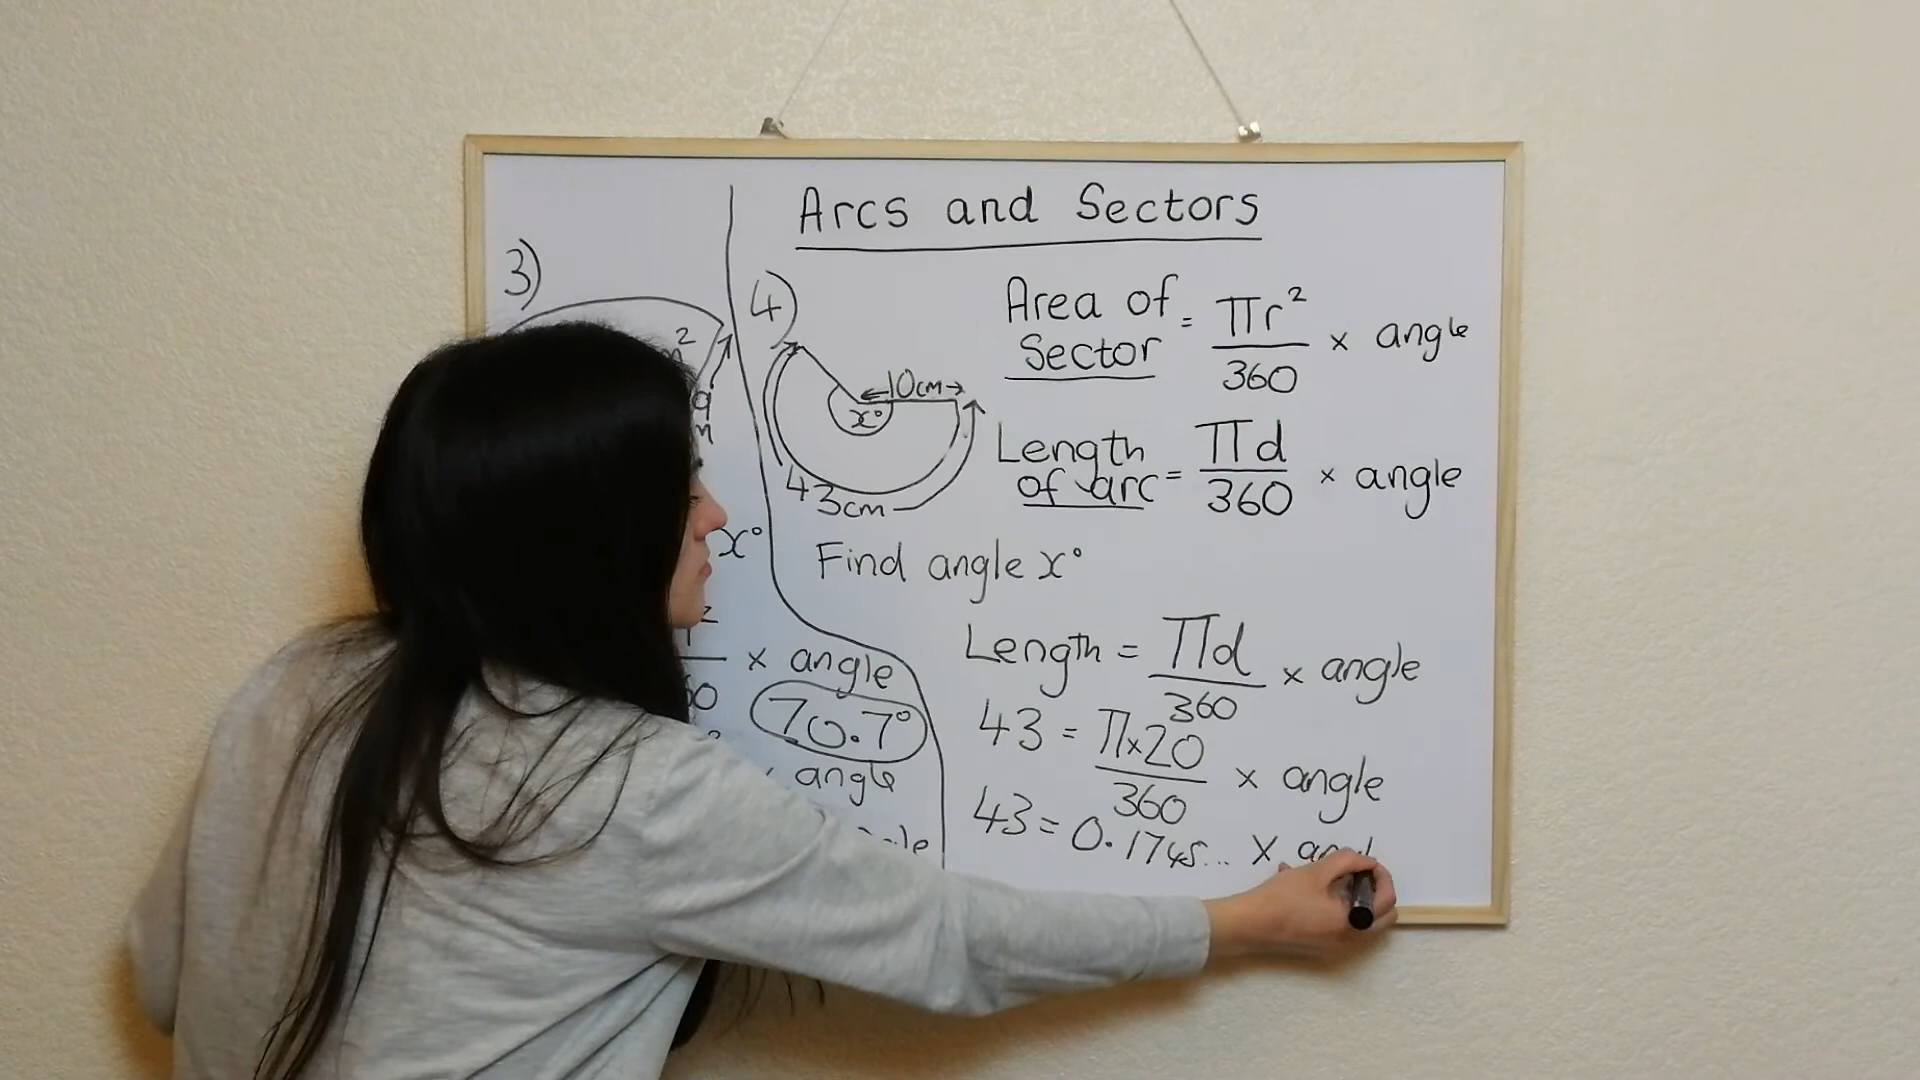 Arcs and Sectors
3)
x°
x angle
70.7°
angle
4)
10cm
x°
43cm
Area of Sector = πr² / 360 x angle
Length of arc = πd / 360 x angle
Find angle x°
Length = πd / 360 x angle
43 = πx20 / 360 x angle
43 = 0.1745... x